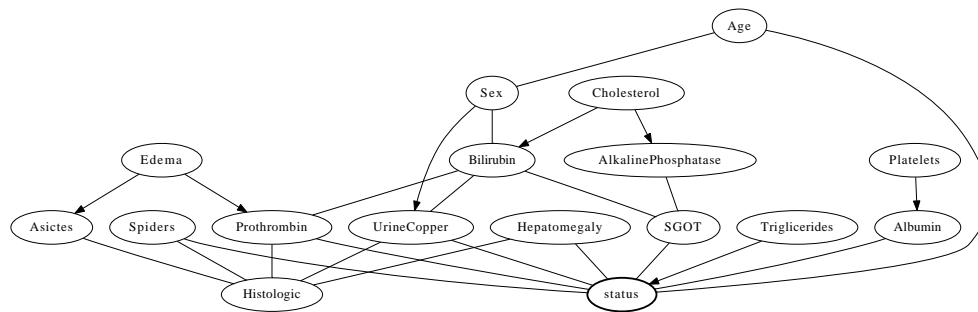 Age
Sex
Cholesterol
Edema
Bilirubin
AlkalinePhosphatase
Platelets
Asictes
Spiders
Prothrombin
UrineCopper
Hepatomegaly
SGOT
Triglicerides
Albumin
Histologic
status